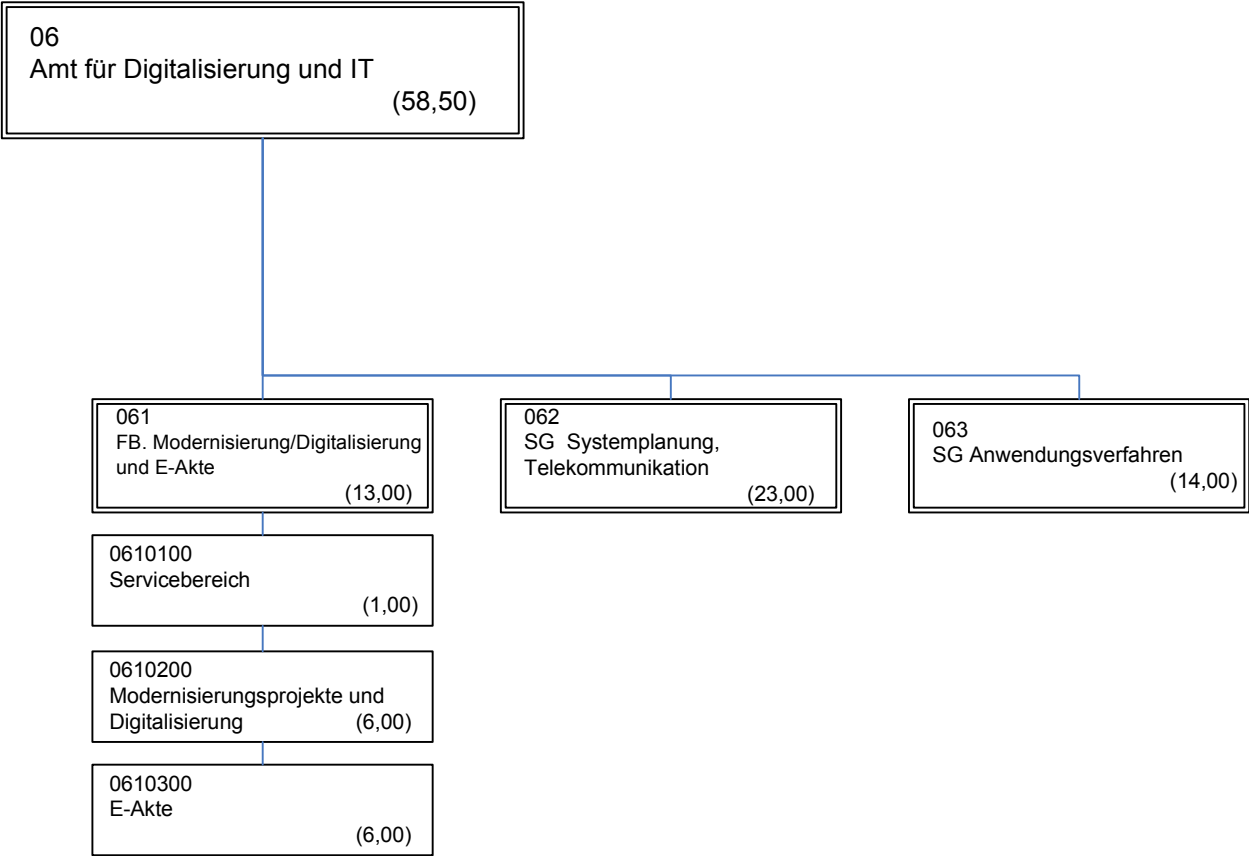 06
Amt für Digitalisierung und IT
(58,50)
061
FB. Modernisierung/Digitalisierung
und E-Akte
(13,00)
062
SG  Systemplanung,
Telekommunikation
(23,00)
063
SG Anwendungsverfahren
(14,00)
0610100
Servicebereich
(1,00)
0610200
Modernisierungsprojekte und
Digitalisierung (6,00)
0610300
E-Akte
(6,00)